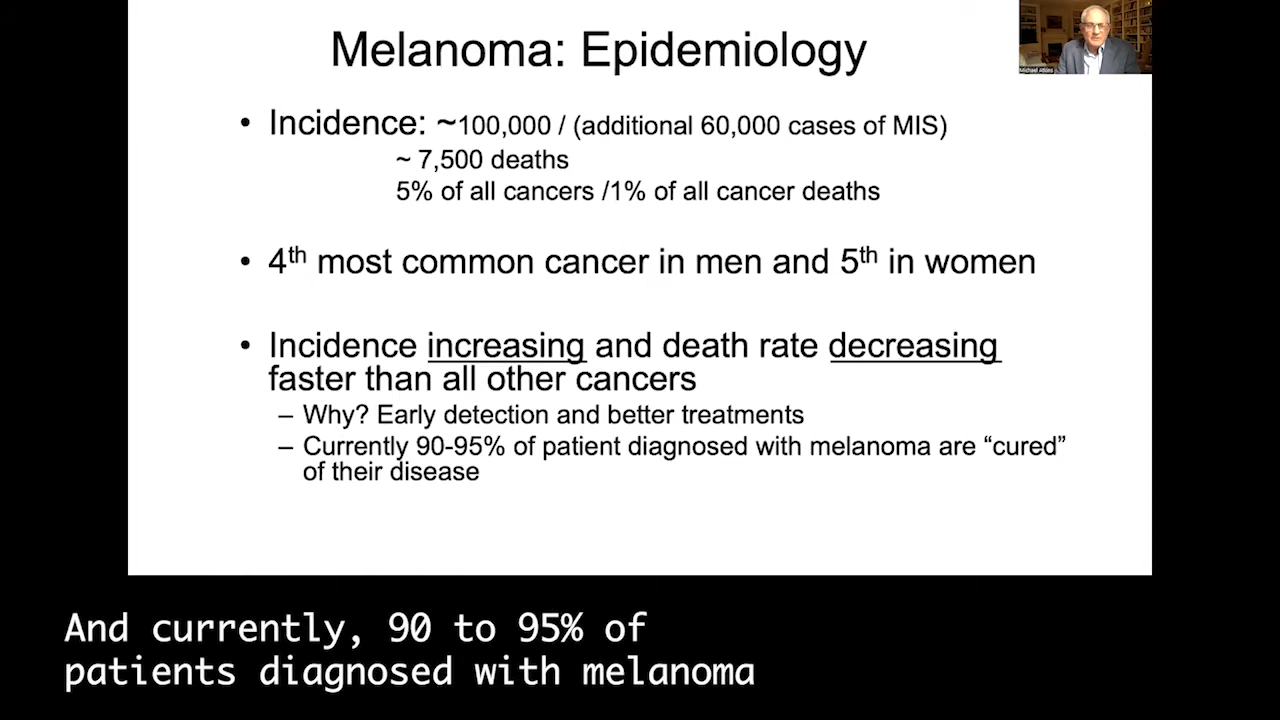 Melanoma: Epidemiology
Michael Atkins
• Incidence: ~100,000 / (additional 60,000 cases of MIS)
~ 7,500 deaths
5% of all cancers /1% of all cancer deaths
• 4th most common cancer in men and 5th in women
• Incidence increasing and death rate decreasing
faster than all other cancers
– Why? Early detection and better treatments
– Currently 90-95% of patient diagnosed with melanoma are “cured”
of their disease
And currently, 90 to 95% of
patients diagnosed with melanoma